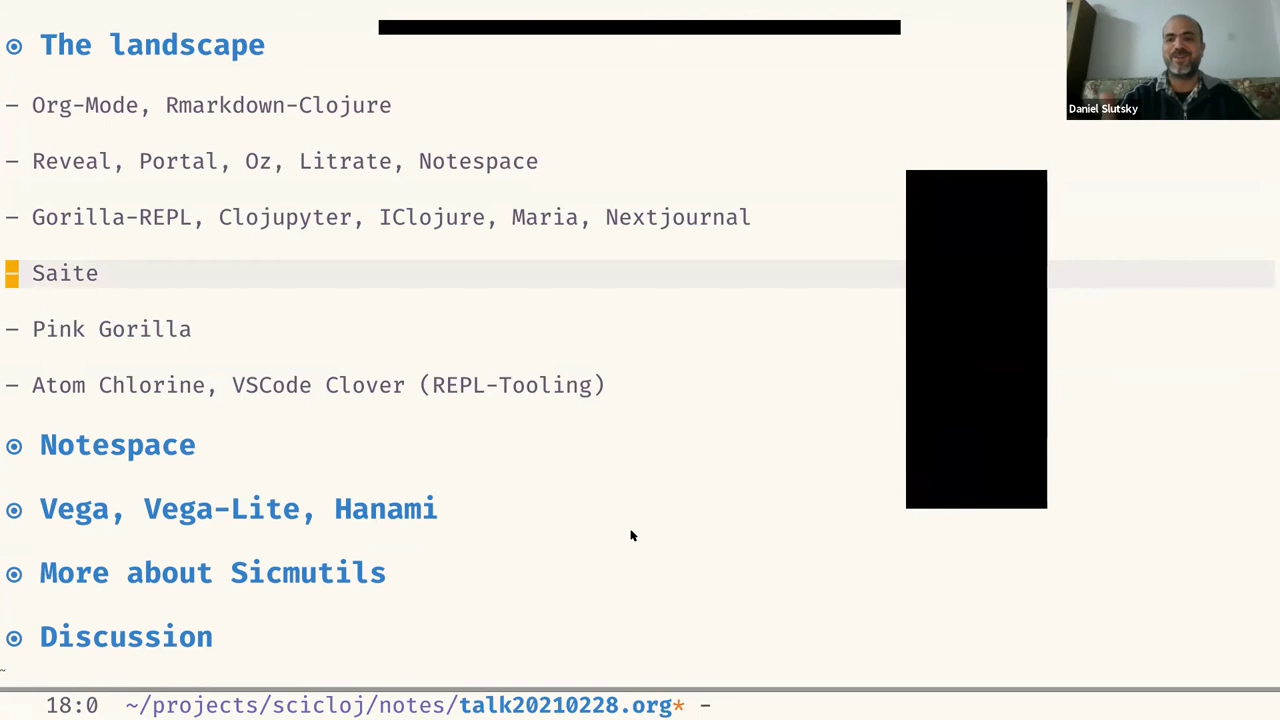 The landscape
– Org-Mode, Rmarkdown-Clojure
– Reveal, Portal, Oz, Litrate, Notespace
– Gorilla-REPL, Clojupyter, IClojure, Maria, Nextjournal
– Saite
– Pink Gorilla
– Atom Chlorine, VSCode Clover (REPL-Tooling)
Notespace
Vega, Vega-Lite, Hanami
More about Sicmutils
Discussion
~
18:0 ~/projects/scicloj/notes/talk20210228.org* –
Daniel Slutsky